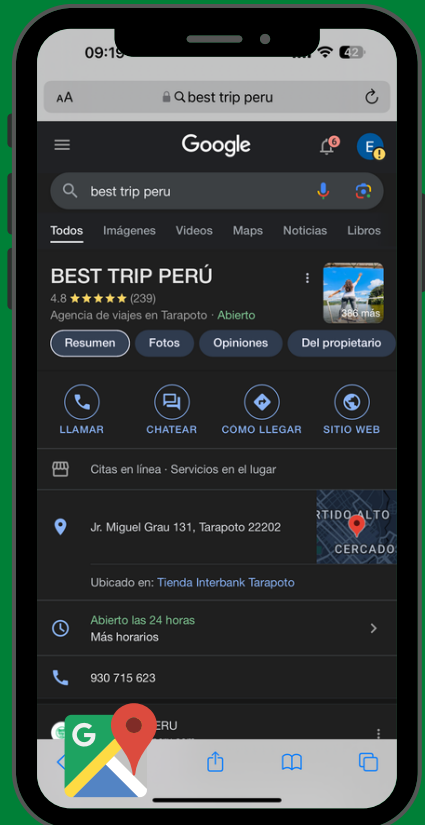 09:19
42
AA
best trip peru
Google
6
E
best trip peru
Todos Imágenes Videos Maps Noticias Libros
BEST TRIP PERÚ
4.8 ★★★★★ (239)
Agencia de viajes en Tarapoto · Abierto
386 más
Resumen Fotos Opiniones Del propietario
LLAMAR CHATEAR CÓMO LLEGAR SITIO WEB
Citas en línea · Servicios en el lugar
Jr. Miguel Grau 131, Tarapoto 22202
RTIDO ALTO
CERCADO
Ubicado en: Tienda Interbank Tarapoto
Abierto las 24 horas
Más horarios
930 715 623
ERU
G